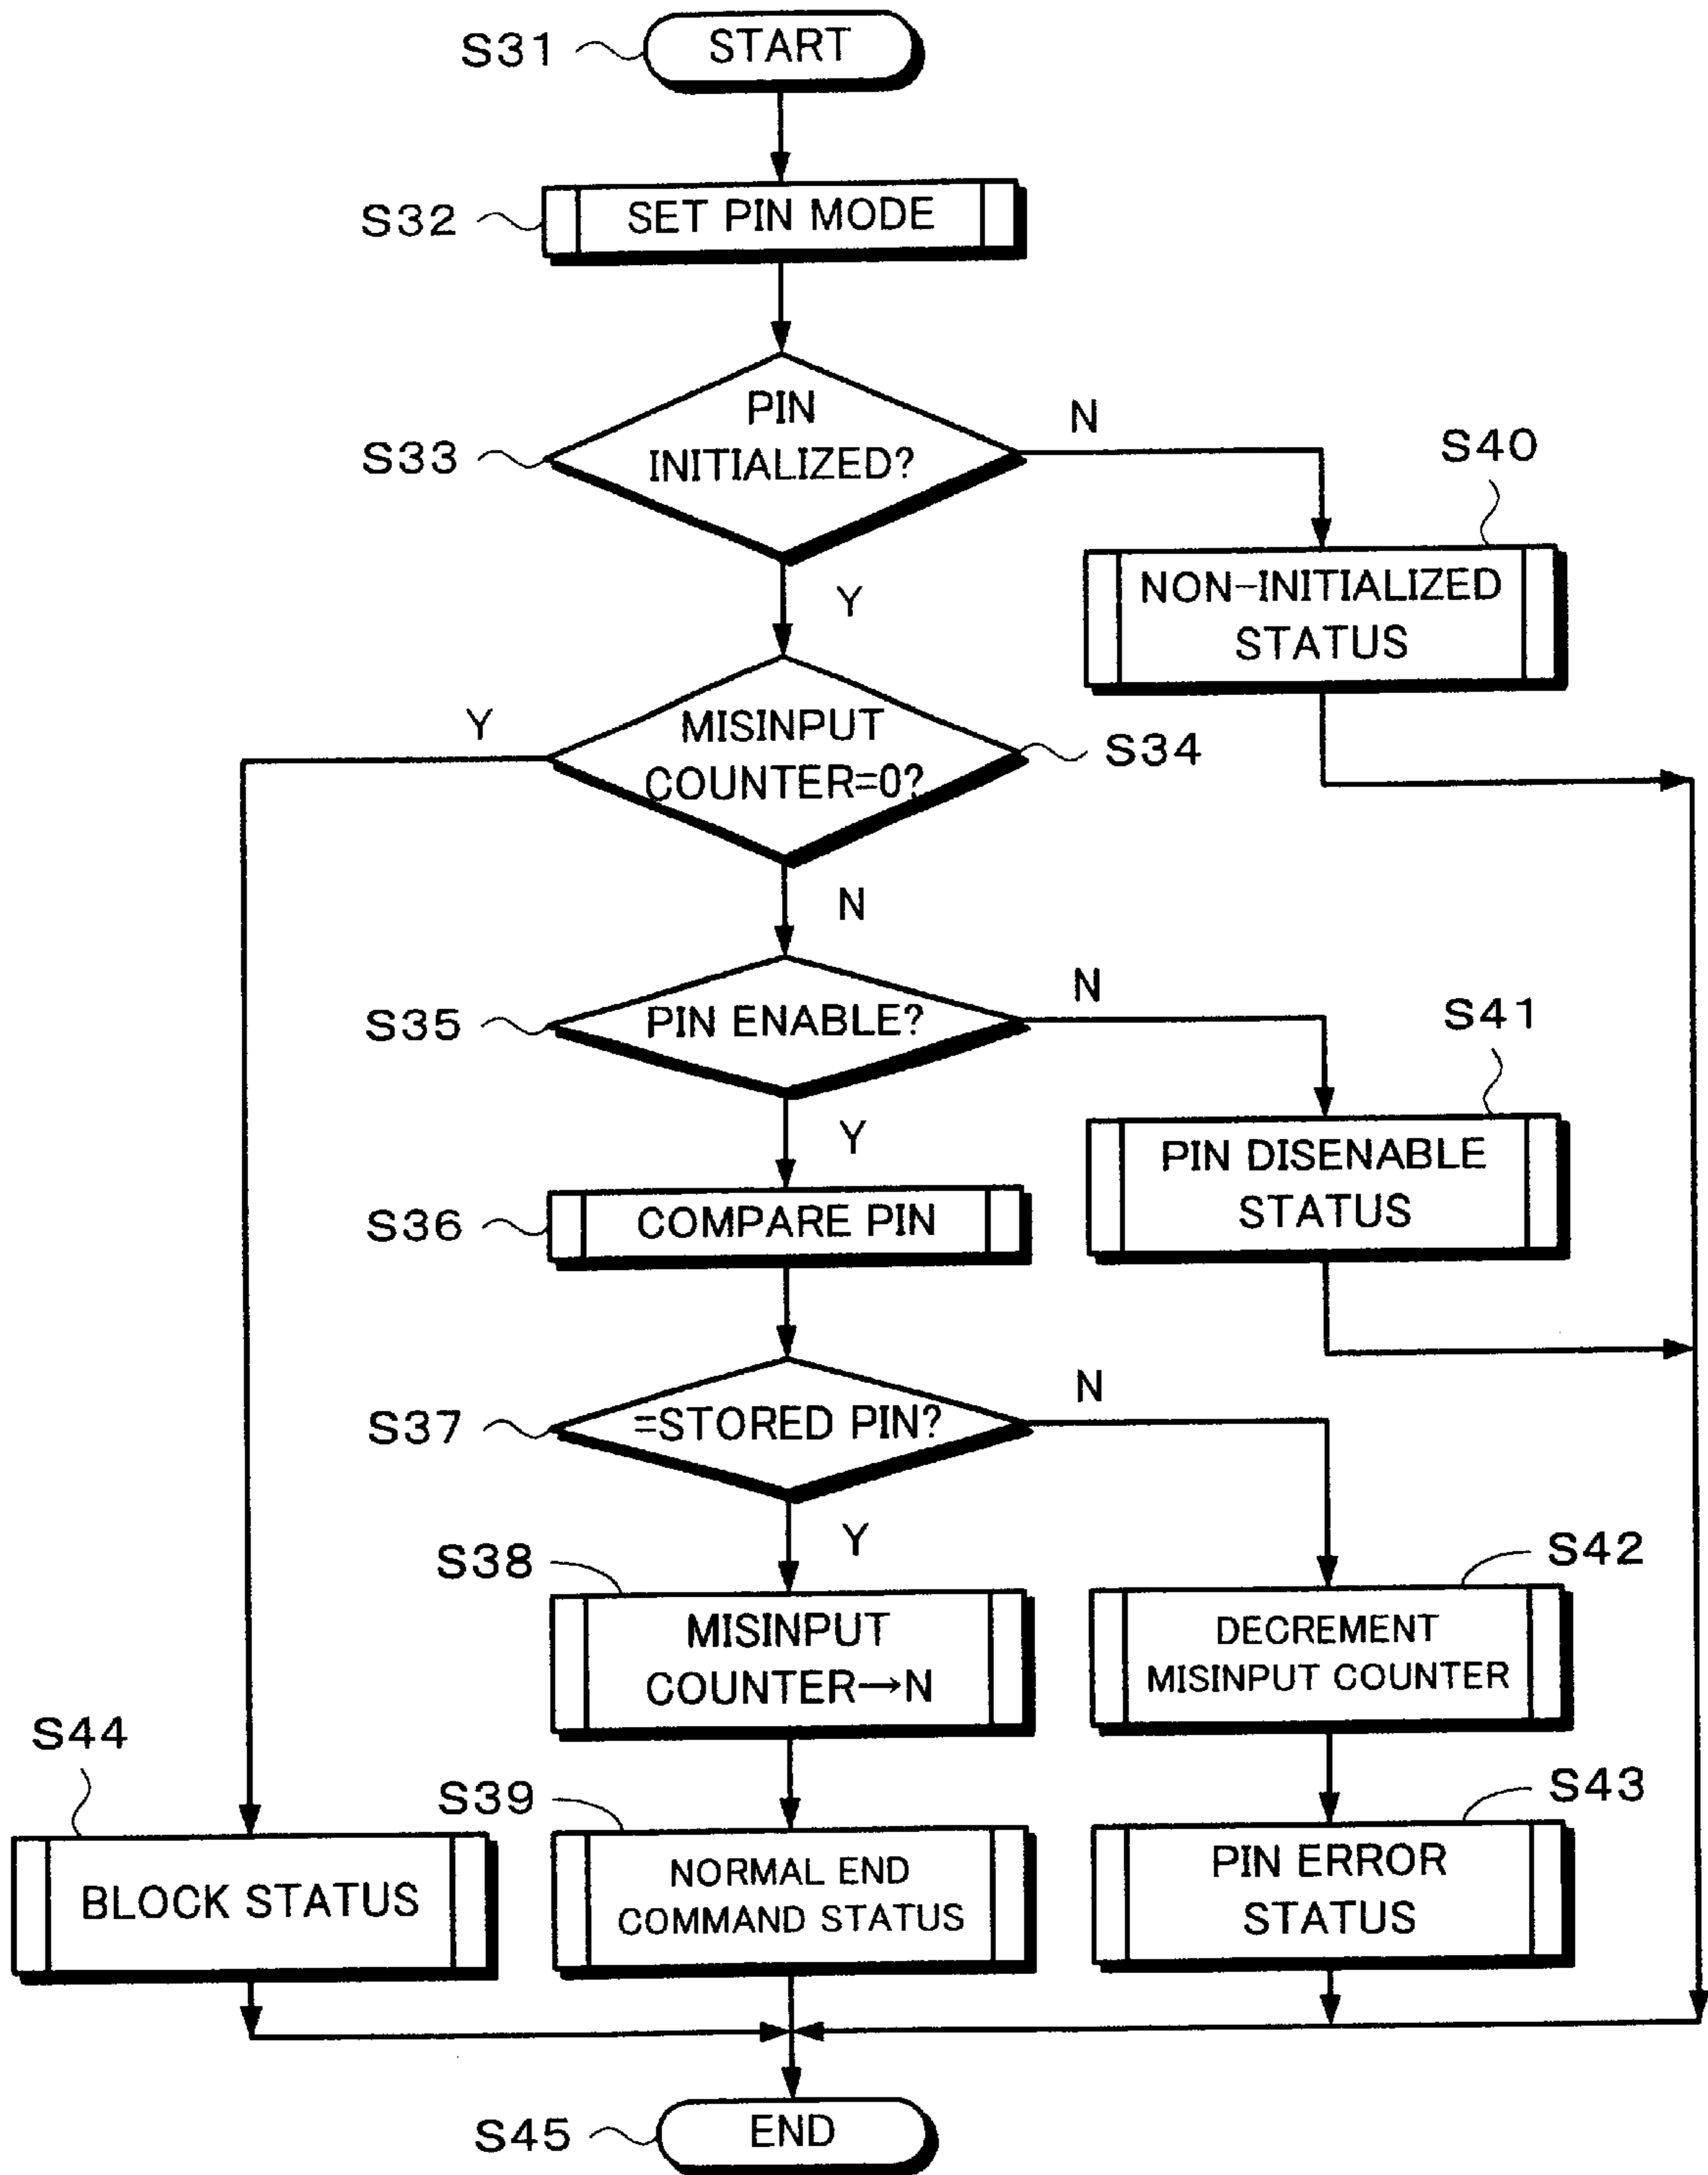 S31
START
S32
SET PIN MODE
S33
PIN
INITIALIZED?
N
S40
NON-INITIALIZED
STATUS
Y
Y
MISINPUT
COUNTER=0?
S34
N
S35
PIN ENABLE?
N
S41
PIN DISENABLE
STATUS
Y
S36
COMPARE PIN
S37
=STORED PIN?
N
Y
S38
MISINPUT
COUNTER→N
S42
DECREMENT
MISINPUT COUNTER
S44
BLOCK STATUS
S39
NORMAL END
COMMAND STATUS
S43
PIN ERROR
STATUS
S45
END